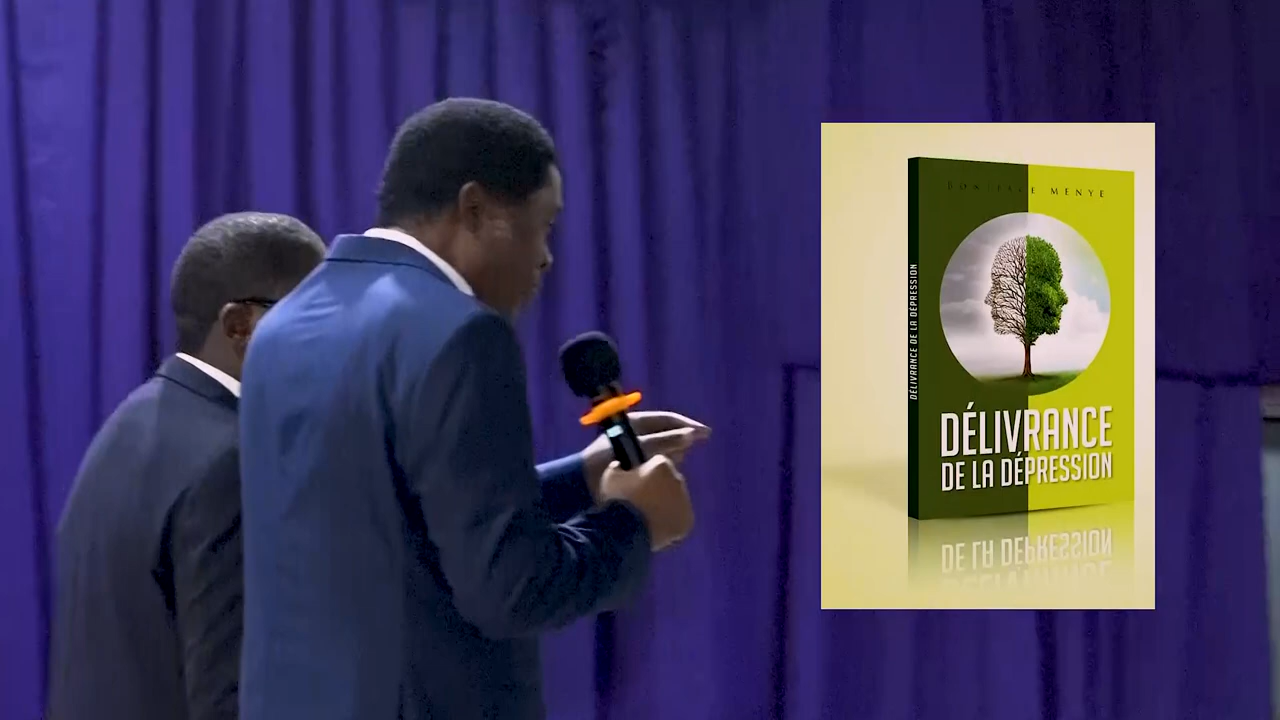 MENYE
DÉLIVRANCE
DE LA DÉPRESSION
DÉLIVRANCE DE LA DÉPRESSION